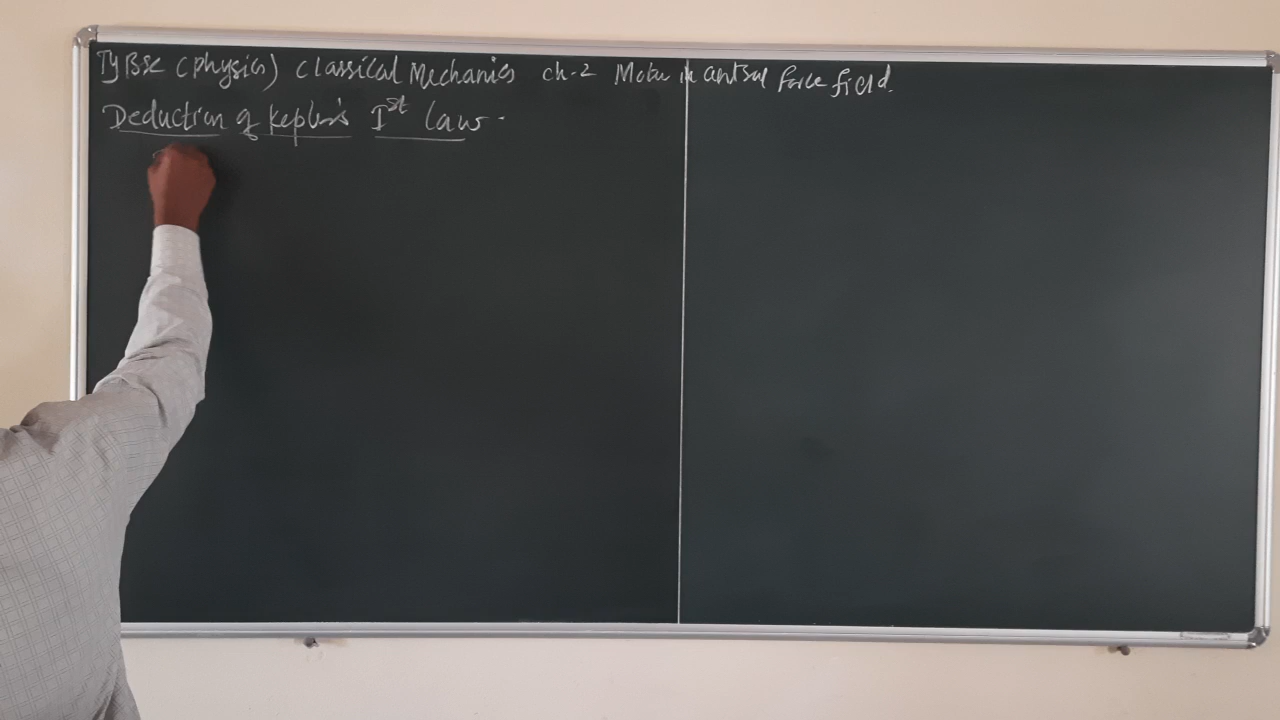 TyBsc (physics) classical Mechanics ch-2 Motion in central force field.
Deduction of Kepler's Ist law.